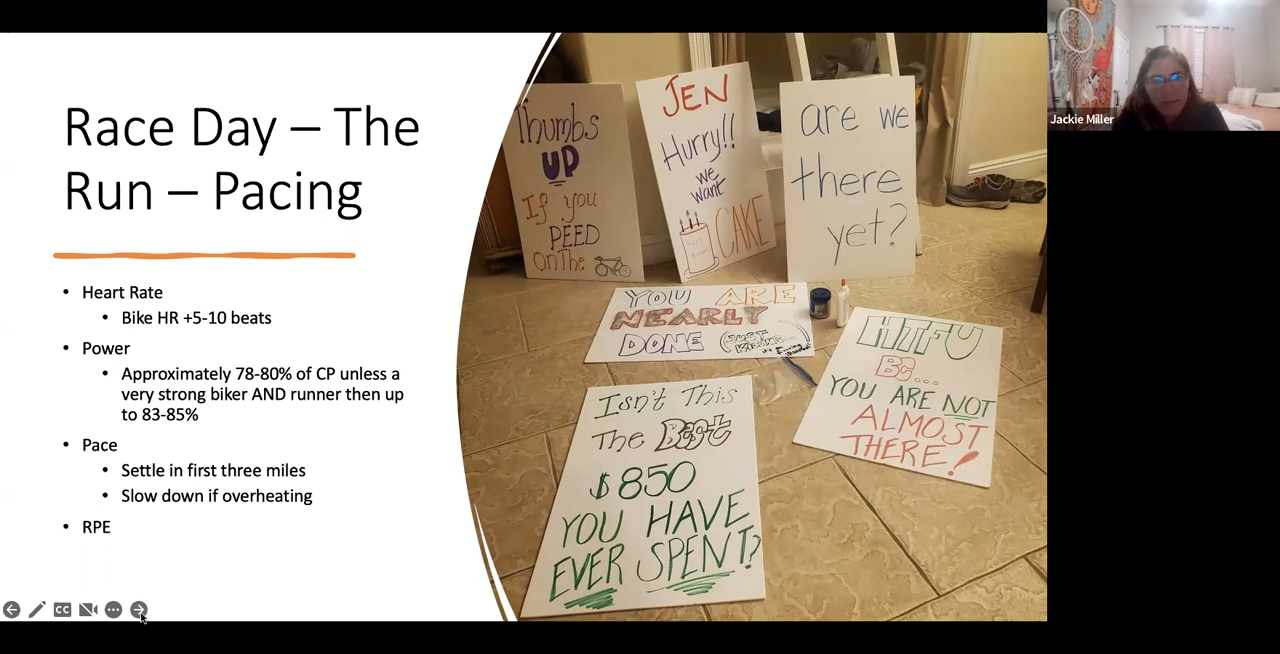 Race Day – The
Run – Pacing
• Heart Rate
• Bike HR +5-10 beats
• Power
• Approximately 78-80% of CP unless a
very strong biker AND runner then up
to 83-85%
• Pace
• Settle in first three miles
• Slow down if overheating
• RPE
Thumbs
UP
If you
PEED
On The
JEN
Hurry!!
we
want
CAKE
are we
there
yet?
YOU ARE
NEARLY
DONE (JUST
KIDDING...
HTFU
BC...
YOU ARE NOT
ALMOST
THERE!
Isn't This
The Best
$850
YOU HAVE
EVER SPENT?
Jackie Miller
CC